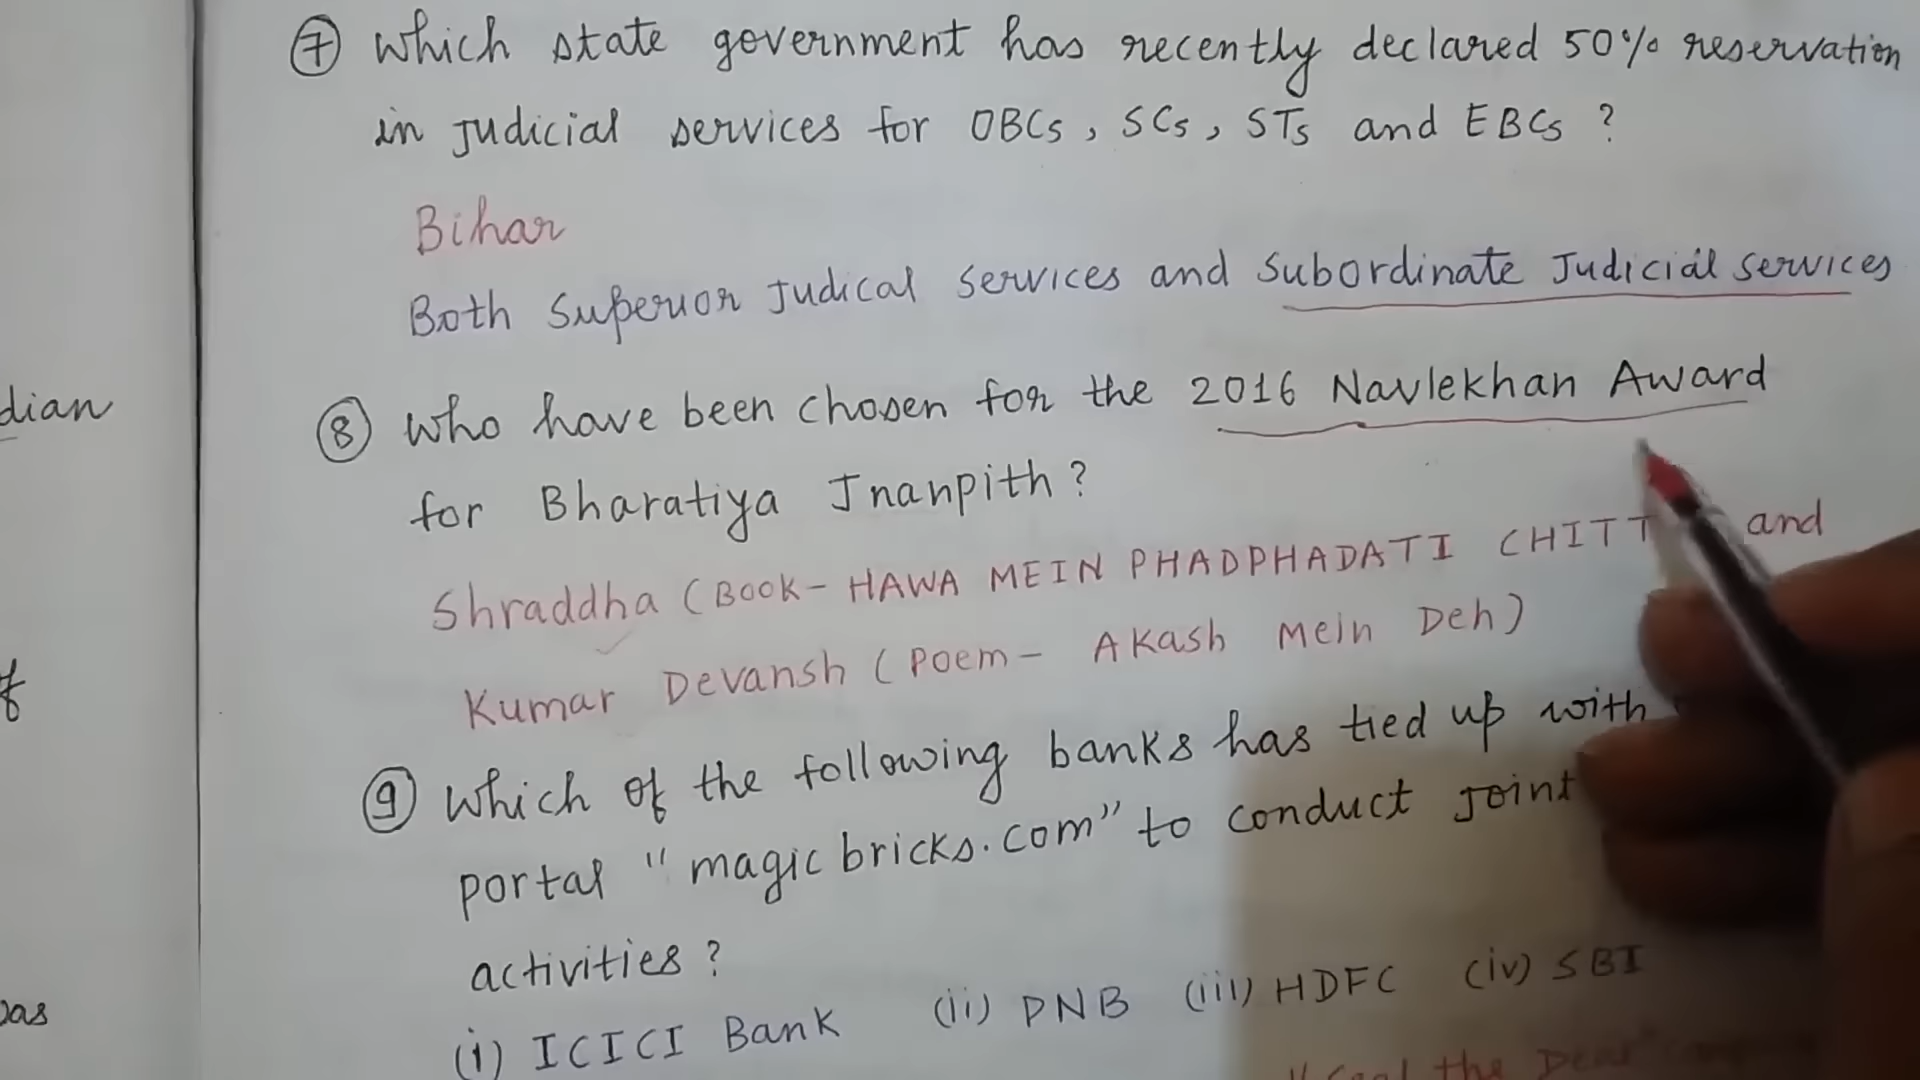 ⑦ Which state government has recently declared 50% reservation
in Judicial services for OBCs, SCs, STs and EBCs ?
Bihar
Both Superior Judical services and Subordinate Judicial services
⑧ Who have been chosen for the 2016 Navlekhan Award
for Bharatiya Jnanpith ?
Shraddha (BOOK- HAWA MEIN PHADPHADATI and
Kumar Devansh (Poem - Akash Mein Deh)
⑨ Which of the following banks has tied up with
portal "magicbricks.com" to conduct joint
activities ?
(i) ICICI Bank (ii) PNB (iii) HDFC (iv) SBI
the
dian
of